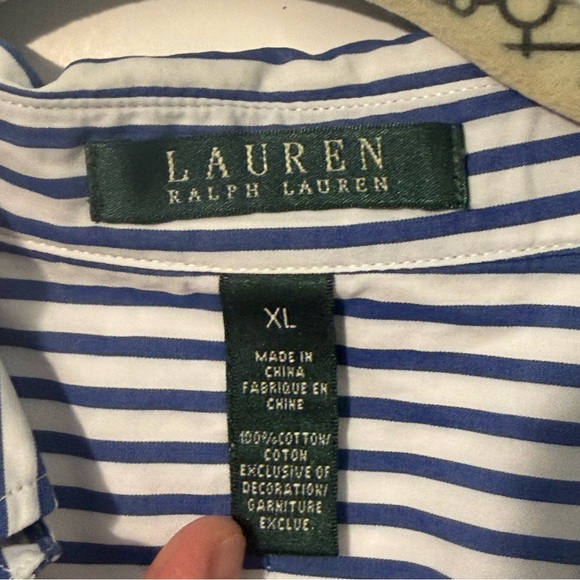 LAUREN
RALPH LAUREN
XL
MADE IN
CHINA
FABRIQUE EN
CHINE
100%COTTON/
COTON
EXCLUSIVE OF
DECORATION/
GARNITURE
EXCLUE.